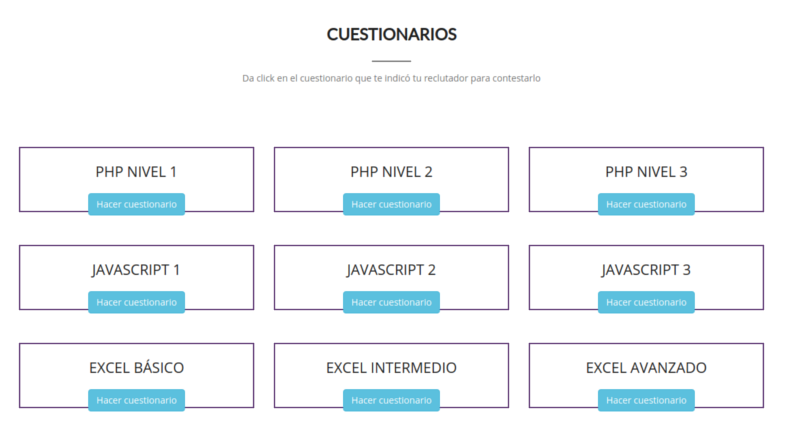 CUESTIONARIOS
Da click en el cuestionario que te indicó tu reclutador para contestarlo
PHP NIVEL 1
Hacer cuestionario
PHP NIVEL 2
Hacer cuestionario
PHP NIVEL 3
Hacer cuestionario
JAVASCRIPT 1
Hacer cuestionario
JAVASCRIPT 2
Hacer cuestionario
JAVASCRIPT 3
Hacer cuestionario
EXCEL BÁSICO
Hacer cuestionario
EXCEL INTERMEDIO
Hacer cuestionario
EXCEL AVANZADO
Hacer cuestionario